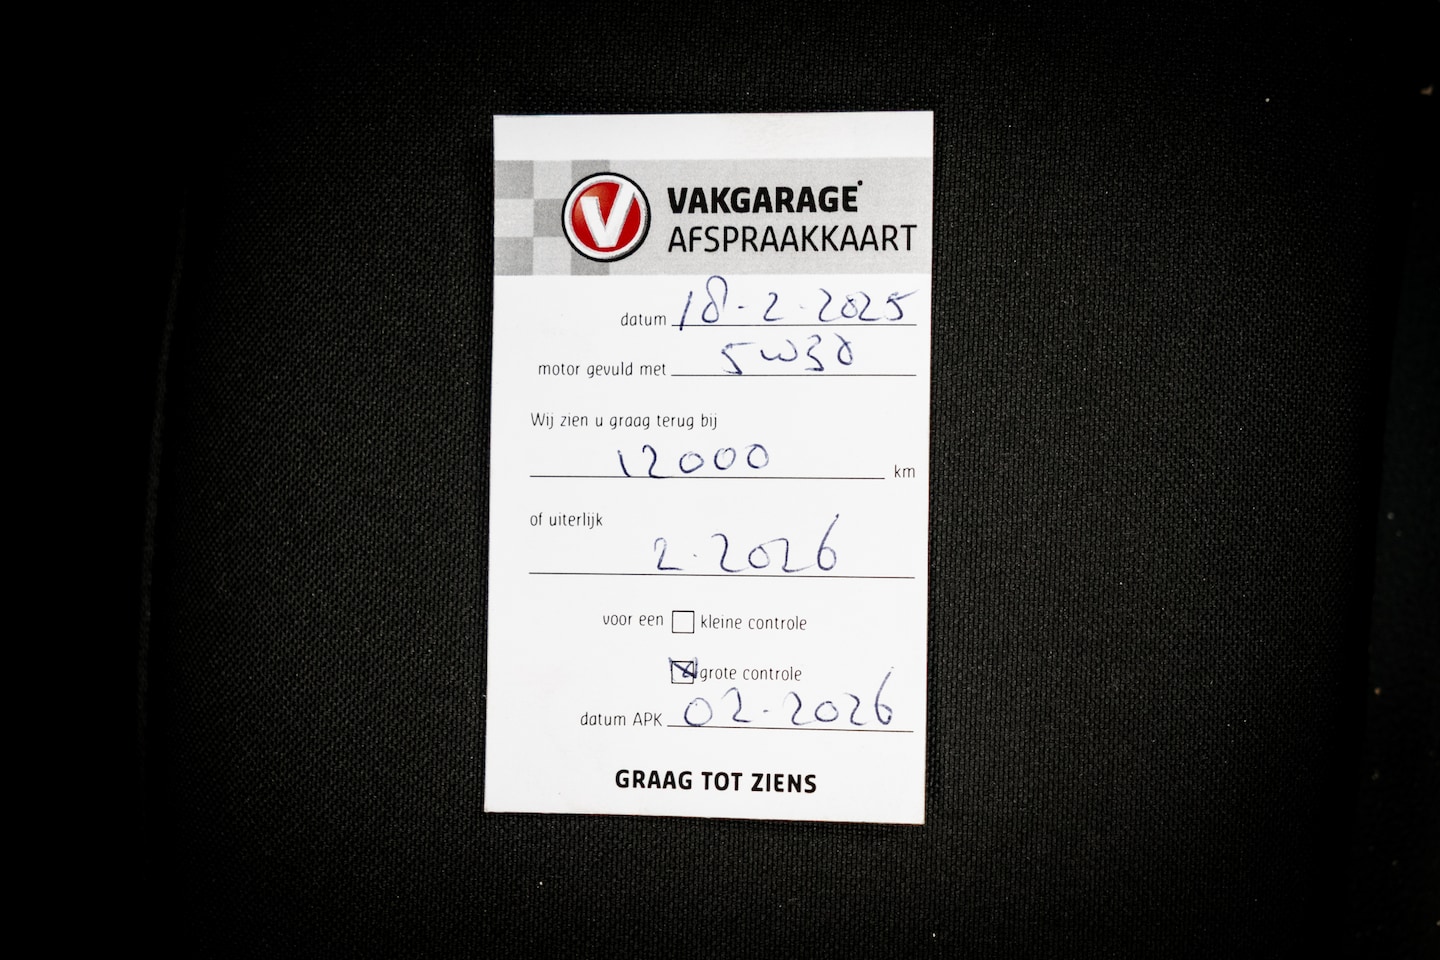 V VAKGARAGE
AFSPRAAKKAART
datum 18-2-2025
motor gevuld met 5w30
Wij zien u graag terug bij
12000 km
of uiterlijk
2-2026
voor een kleine controle
grote controle
datum APK 02-2026
GRAAG TOT ZIENS